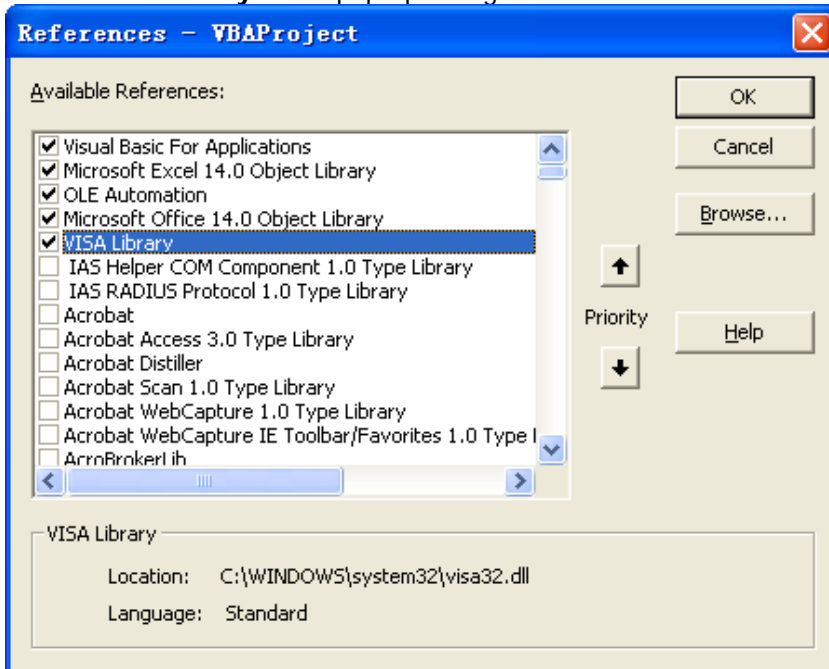 References - VBAProject
Available References:
OK
Visual Basic For Applications
Cancel
Microsoft Excel 14.0 Object Library
OLE Automation
Microsoft Office 14.0 Object Library
Browse...
VISA Library
IAS Helper COM Component 1.0 Type Library
IAS RADIUS Protocol 1.0 Type Library
Acrobat
Priority
Acrobat Access 3.0 Type Library
Help
Acrobat Distiller
Acrobat Scan 1.0 Type Library
Acrobat WebCapture 1.0 Type Library
Acrobat WebCapture IE Toolbar/Favorites 1.0 Type
AcroBrokerLib
VISA Library
Location: C:\WINDOWS\system32\visa32.dll
Language: Standard